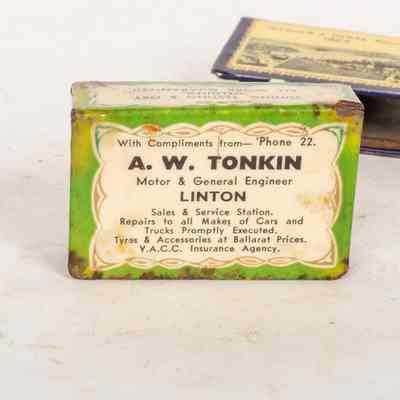 With Compliments from— 'Phone 22.
A. W. TONKIN
Motor & General Engineer
LINTON
Sales & Service Station.
Repairs to all Makes of Cars and
Trucks Promptly Executed.
Tyres & Accessories at Ballarat Prices.
V.A.C.C. Insurance Agency.